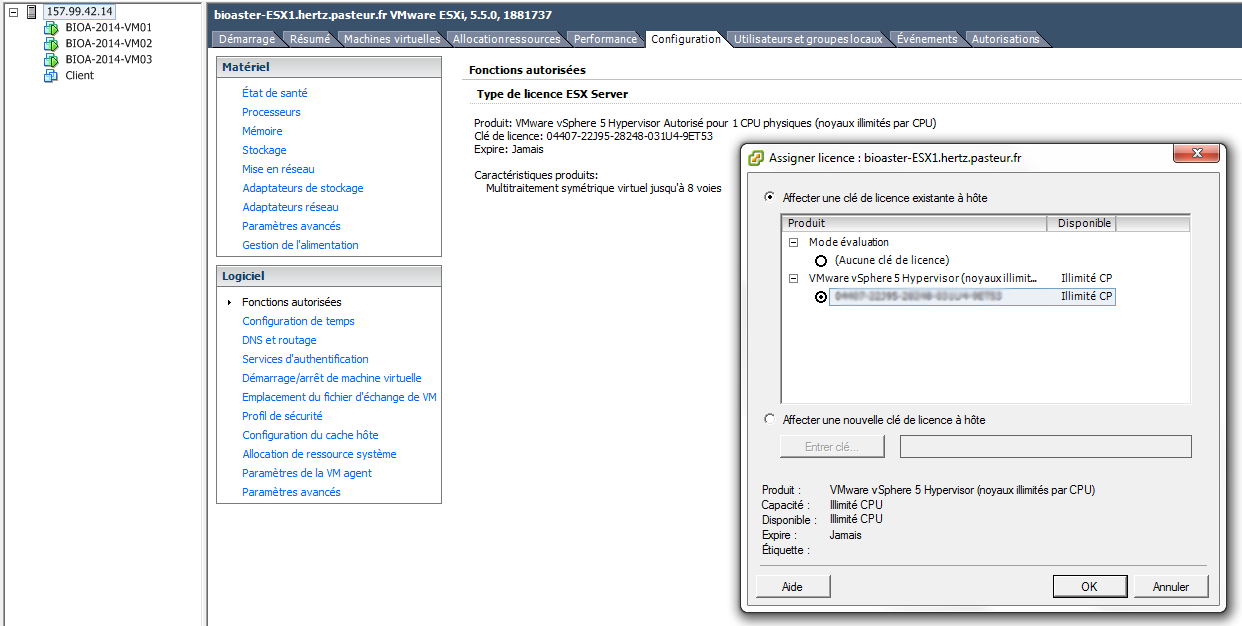 157.99.42.14
BIOA-2014-VM01
BIOA-2014-VM02
BIOA-2014-VM03
Client
bioaster-ESX1.hertz.pasteur.fr VMware ESXi, 5.5.0, 1881737
Démarrage Résumé Machines virtuelles Allocation ressources Performance Configuration Utilisateurs et groupes locaux Événements Autorisations
Matériel
État de santé
Processeurs
Mémoire
Stockage
Mise en réseau
Adaptateurs de stockage
Adaptateurs réseau
Paramètres avancés
Gestion de l'alimentation
Logiciel
Fonctions autorisées
Configuration de temps
DNS et routage
Services d'authentification
Démarrage/arrêt de machine virtuelle
Emplacement du fichier d'échange de VM
Profil de sécurité
Configuration du cache hôte
Allocation de ressource système
Paramètres de la VM agent
Paramètres avancés
Fonctions autorisées
Type de licence ESX Server
Produit: VMware vSphere 5 Hypervisor Autorisé pour 1 CPU physiques (noyaux illimités par CPU)
Clé de licence: 04407-22J95-28248-031U4-9ET53
Expire: Jamais
Caractéristiques produits:
Multitraitement symétrique virtuel jusqu'à 8 voies
Assigner licence : bioaster-ESX1.hertz.pasteur.fr
Affecter une clé de licence existante à hôte
Produit Disponible
Mode évaluation
(Aucune clé de licence)
VMware vSphere 5 Hypervisor (noyaux illimit... Illimité CP
Illimité CP
Affecter une nouvelle clé de licence à hôte
Entrer clé...
Produit : VMware vSphere 5 Hypervisor (noyaux illimités par CPU)
Capacité : Illimité CPU
Disponible : Illimité CPU
Expire : Jamais
Étiquette :
Aide OK Annuler